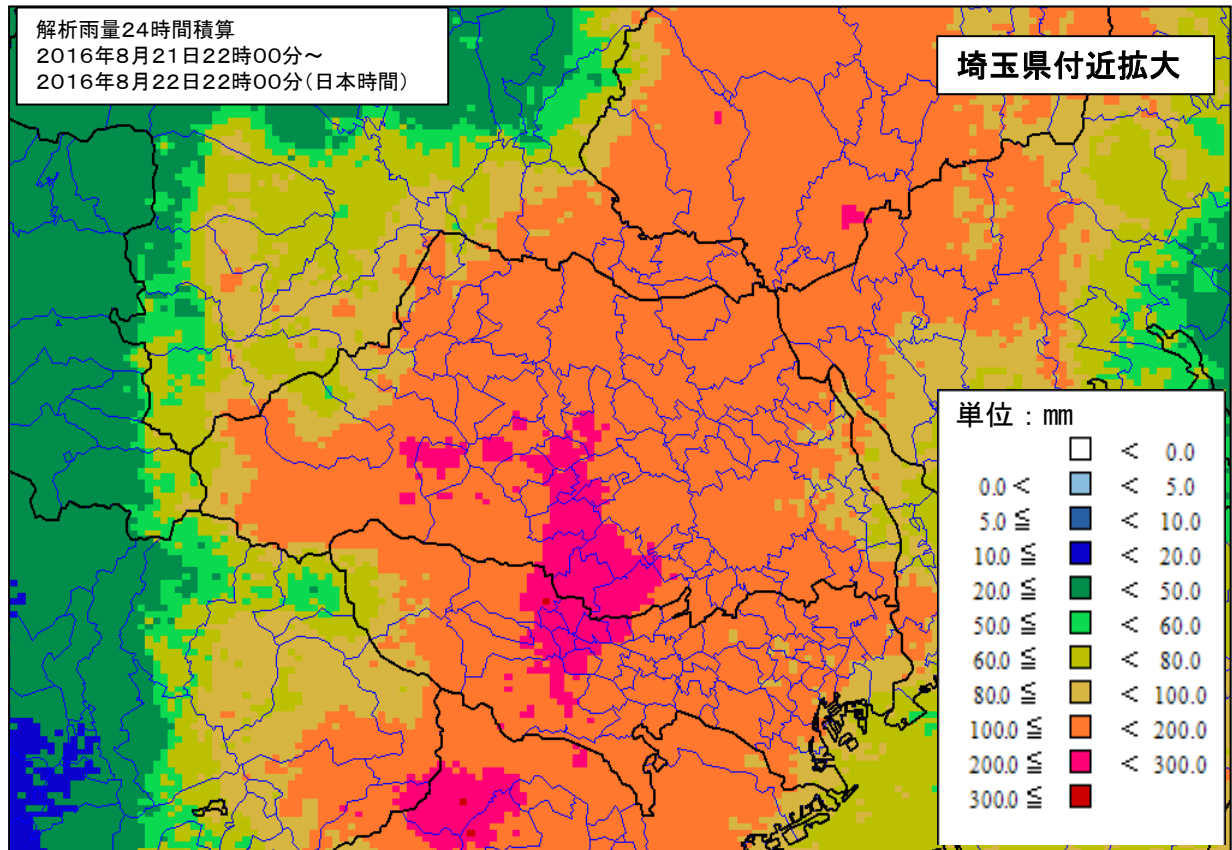 解析雨量24時間積算
2016年8月21日22時00分～
2016年8月22日22時00分(日本時間)
埼玉県付近拡大
単位：mm
< 0.0
0.0 < < 5.0
5.0 ≦ < 10.0
10.0 ≦ < 20.0
20.0 ≦ < 50.0
50.0 ≦ < 60.0
60.0 ≦ < 80.0
80.0 ≦ < 100.0
100.0 ≦ < 200.0
200.0 ≦ < 300.0
300.0 ≦